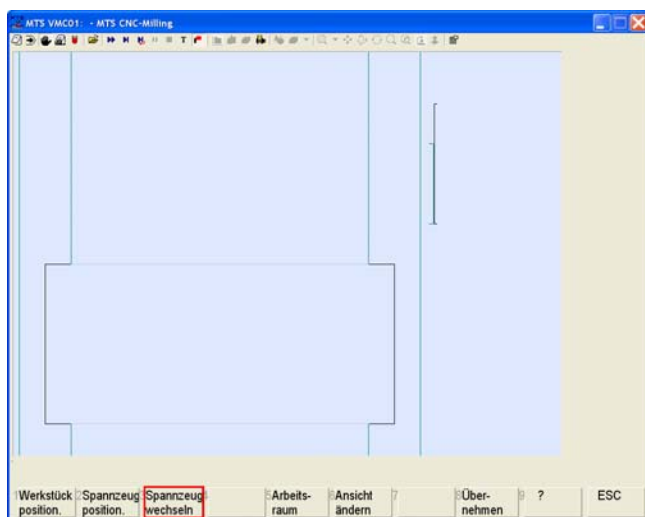 MTS VMC01: - MTS CNC-Milling
T
1 Werkstück position.
2 Spannzeug position.
Spannzeug wechseln
4
5 Arbeits- raum
6 Ansicht ändern
7
8 Über- nehmen
9 ?
ESC